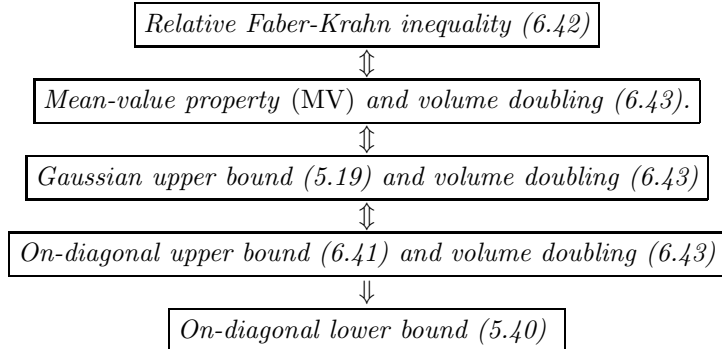 Relative Faber-Krahn inequality (6.42)
⇕
Mean-value property (MV) and volume doubling (6.43).
⇕
Gaussian upper bound (5.19) and volume doubling (6.43)
⇕
On-diagonal upper bound (6.41) and volume doubling (6.43)
⇓
On-diagonal lower bound (5.40)